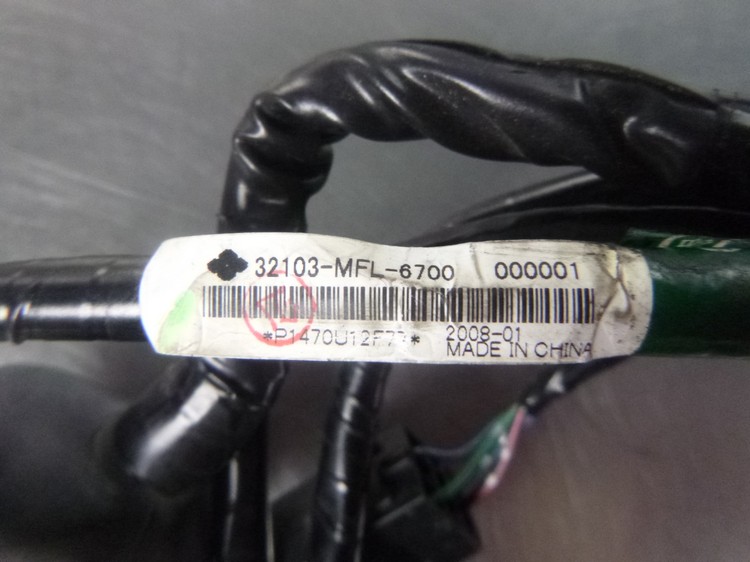 32103-MFL-6700 000001
*P1470U12F77*
2008-01
MADE IN CHINA